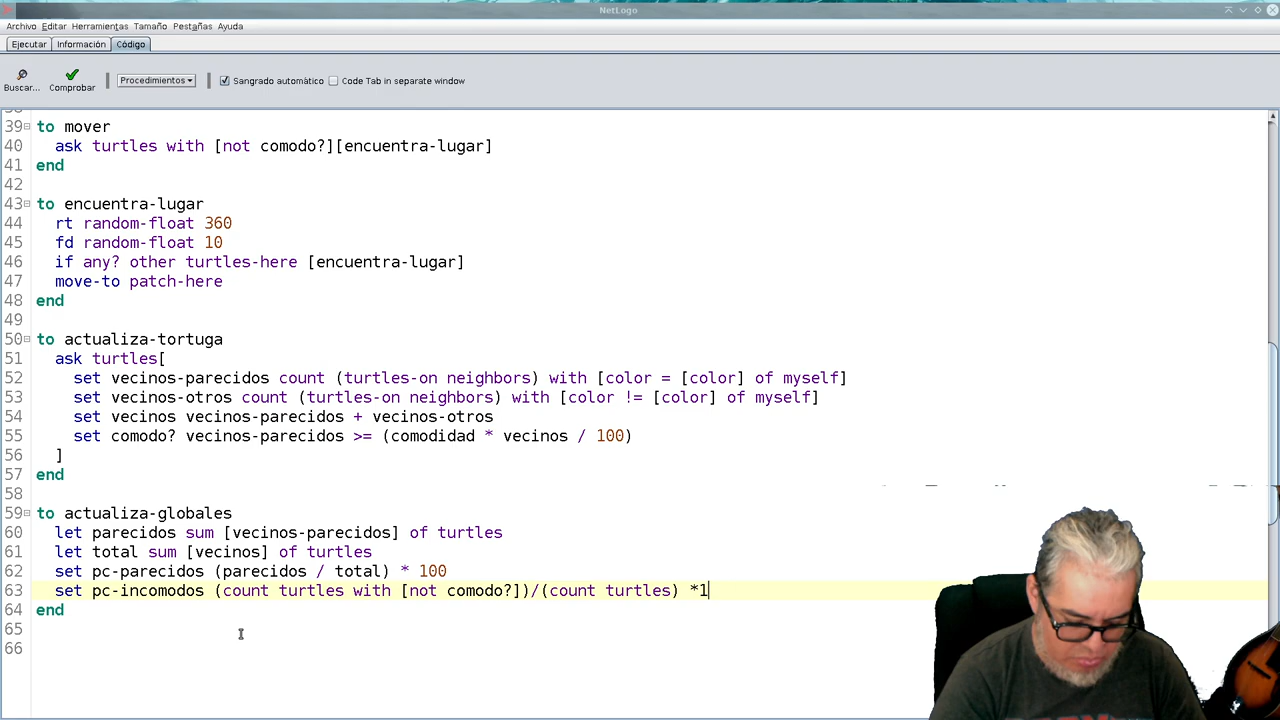 NetLogo
Archivo Editar Herramientas Tamaño Pestañas Ayuda
Ejecutar Información Código
Buscar... Comprobar Procedimientos Sangrado automático Code Tab in separate window
39 to mover
40 ask turtles with [not comodo?][encuentra-lugar]
41 end
42
43 to encuentra-lugar
44 rt random-float 360
45 fd random-float 10
46 if any? other turtles-here [encuentra-lugar]
47 move-to patch-here
48 end
49
50 to actualiza-tortuga
51 ask turtles[
52 set vecinos-parecidos count (turtles-on neighbors) with [color = [color] of myself]
53 set vecinos-otros count (turtles-on neighbors) with [color != [color] of myself]
54 set vecinos vecinos-parecidos + vecinos-otros
55 set comodo? vecinos-parecidos >= (comodidad * vecinos / 100)
56 ]
57 end
58
59 to actualiza-globales
60 let parecidos sum [vecinos-parecidos] of turtles
61 let total sum [vecinos] of turtles
62 set pc-parecidos (parecidos / total) * 100
63 set pc-incomodos (count turtles with [not comodo?])/(count turtles) *1
64 end
65
66